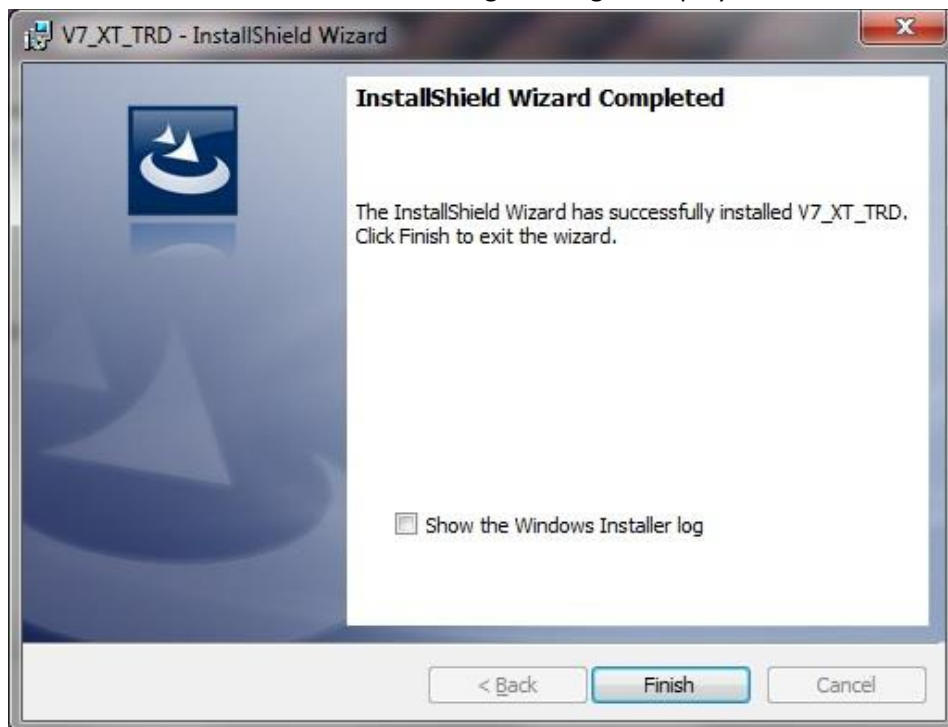 V7_XT_TRD - InstallShield Wizard
InstallShield Wizard Completed
The InstallShield Wizard has successfully installed V7_XT_TRD.
Click Finish to exit the wizard.
Show the Windows Installer log
< Back
Finish
Cancel